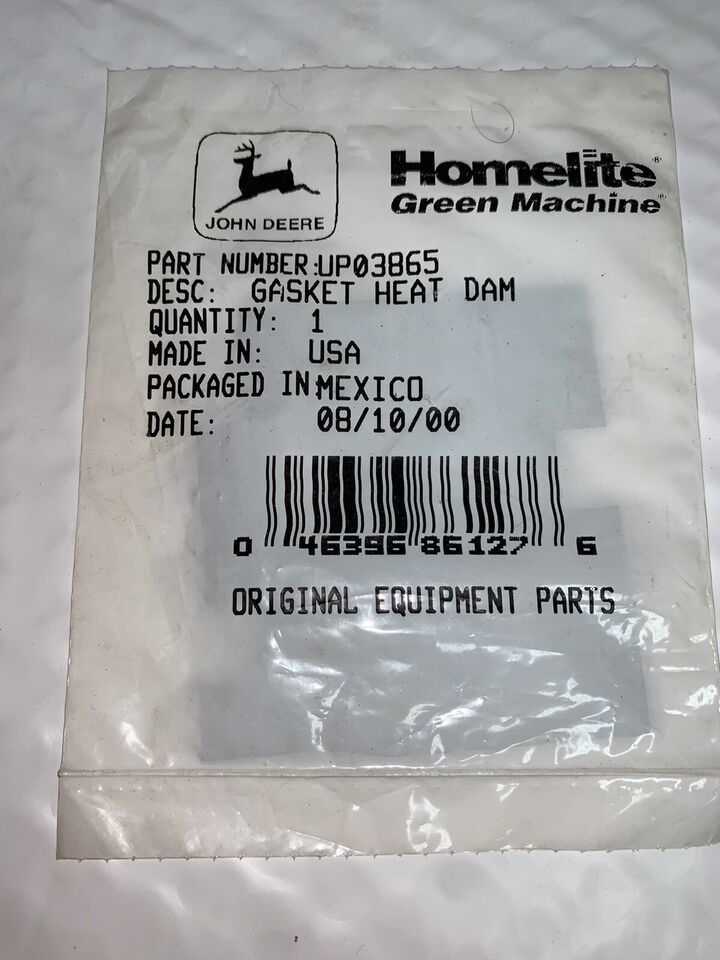 JOHN DEERE
Homelite®
Green Machine®
PART NUMBER:UP03865
DESC: GASKET HEAT DAM
QUANTITY: 1
MADE IN: USA
PACKAGED IN:MEXICO
DATE: 08/10/00
0 46396 86127 6
ORIGINAL EQUIPMENT PARTS